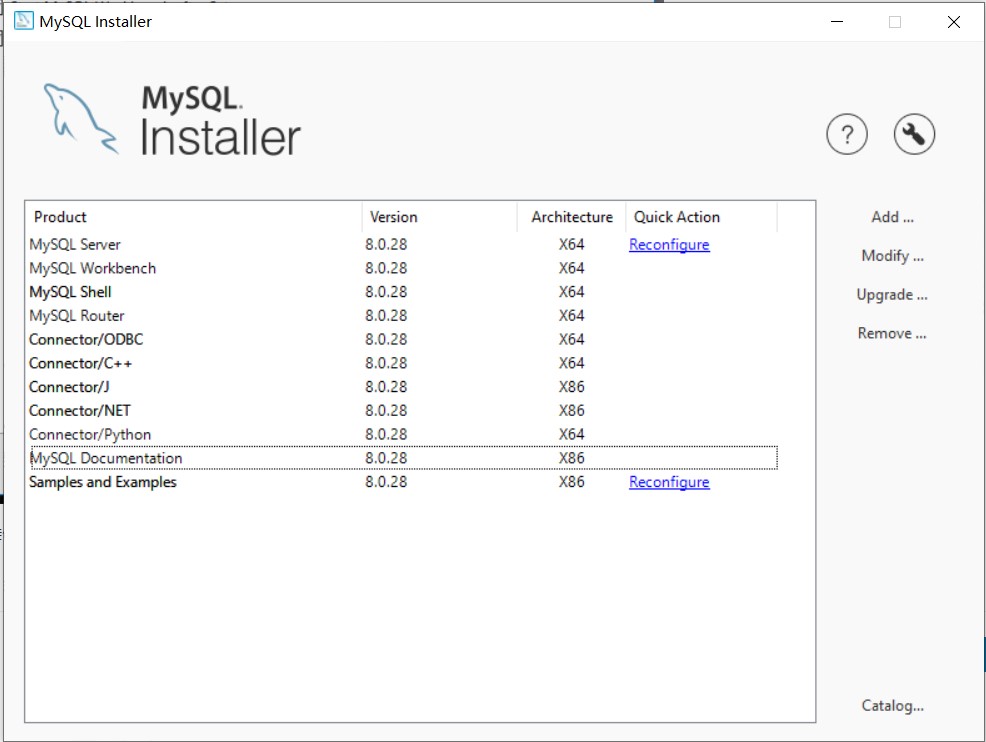 MySQL Installer
MySQL.
Installer
?
Product Version Architecture Quick Action
MySQL Server 8.0.28 X64 Reconfigure
MySQL Workbench 8.0.28 X64
MySQL Shell 8.0.28 X64
MySQL Router 8.0.28 X64
Connector/ODBC 8.0.28 X64
Connector/C++ 8.0.28 X64
Connector/J 8.0.28 X86
Connector/NET 8.0.28 X86
Connector/Python 8.0.28 X64
MySQL Documentation 8.0.28 X86
Samples and Examples 8.0.28 X86 Reconfigure
Add ...
Modify ...
Upgrade ...
Remove ...
Catalog...